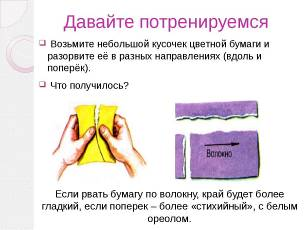 Давайте потренируемся
Возьмите небольшой кусочек цветной бумаги и
разорвите её в разных направлениях (вдоль и
поперёк).
Что получилось?
Волокно
Если рвать бумагу по волокну, край будет более
гладкий, если поперек – более «стихийный», с белым
ореолом.